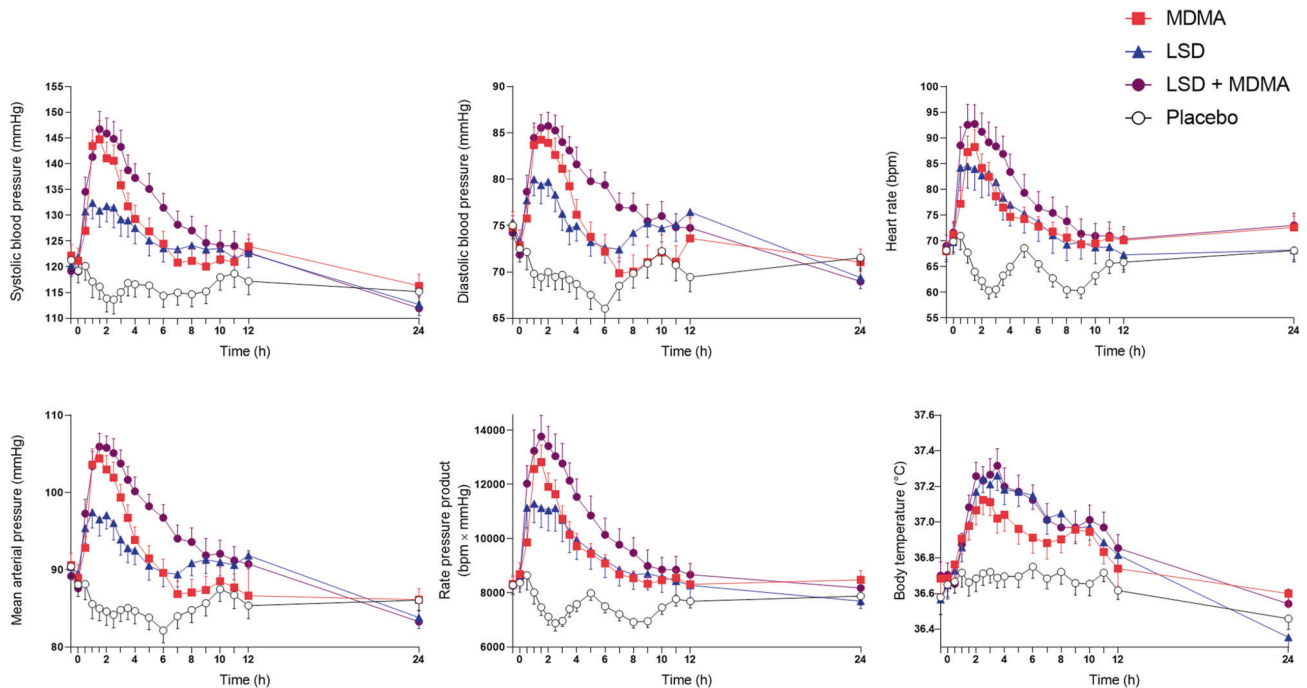 MDMA
LSD
LSD + MDMA
Placebo
Systolic blood pressure (mmHg)
155
150
145
140
135
130
125
120
115
110
0 2 4 6 8 10 12 24
Time (h)
Diastolic blood pressure (mmHg)
90
85
80
75
70
65
0 2 4 6 8 10 12 24
Time (h)
Heart rate (bpm)
100
95
90
85
80
75
70
65
60
55
0 2 4 6 8 10 12 24
Time (h)
Mean arterial pressure (mmHg)
110
100
90
80
0 2 4 6 8 10 12 24
Time (h)
Rate pressure product
(bpm × mmHg)
14000
12000
10000
8000
6000
0 2 4 6 8 10 12 24
Time (h)
Body temperature (°C)
37.6
37.4
37.2
37.0
36.8
36.6
36.4
0 2 4 6 8 10 12 24
Time (h)